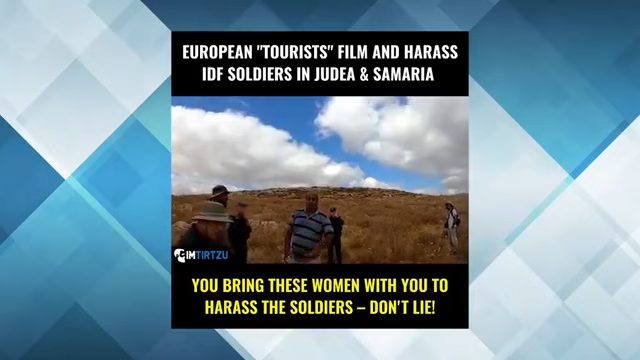 EUROPEAN "TOURISTS" FILM AND HARASS
IDF SOLDIERS IN JUDEA & SAMARIA
IMTIRTZU
YOU BRING THESE WOMEN WITH YOU TO
HARASS THE SOLDIERS – DON'T LIE!